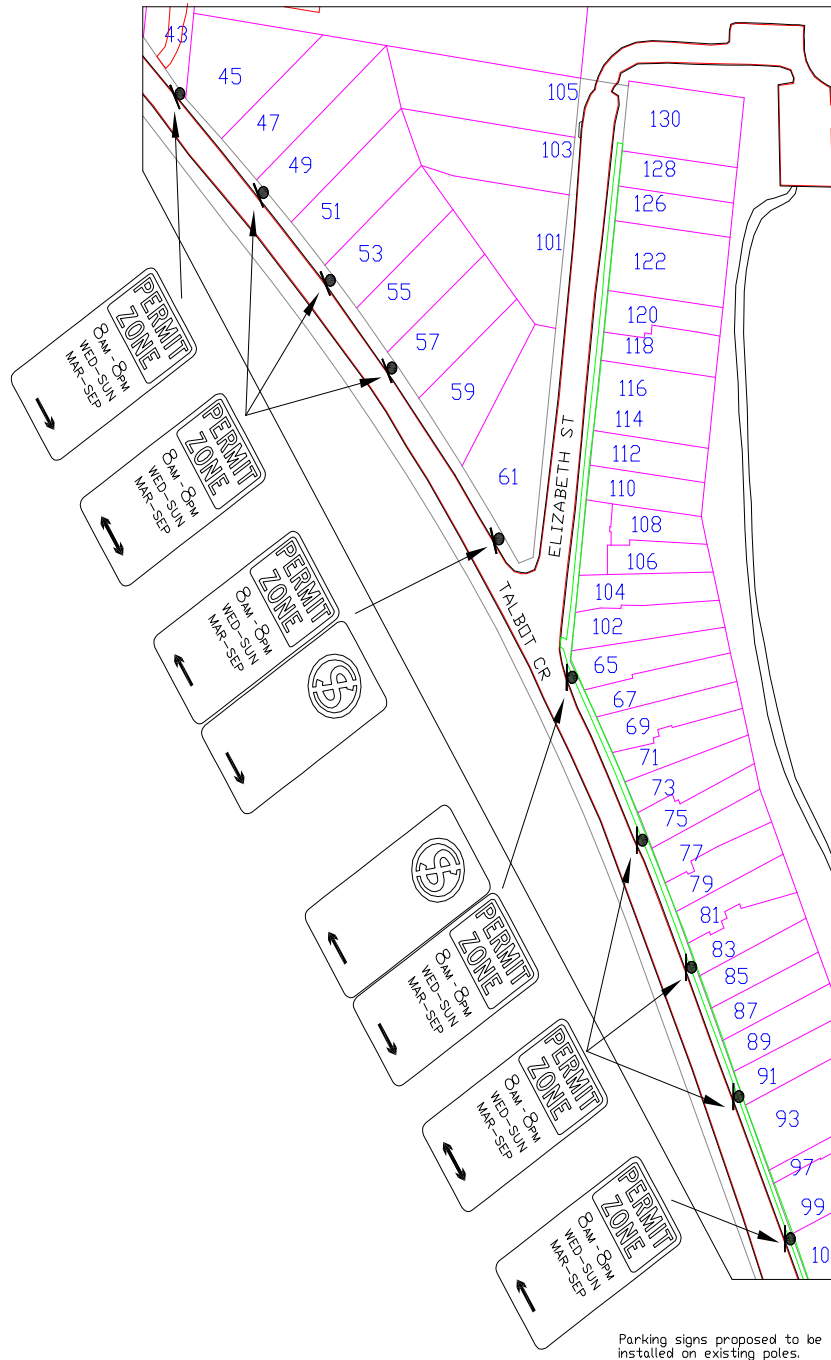 43
45
47
49
51
53
55
57
59
61
105
103
101
130
128
126
122
120
118
116
114
112
110
108
106
104
102
65
67
69
71
73
75
77
79
81
83
85
87
89
91
93
97
99
10
ELIZABETH ST
TALBOT CR
PERMIT
ZONE
8AM-8PM
WED-SUN
MAR-SEP
PERMIT
ZONE
8AM-8PM
WED-SUN
MAR-SEP
PERMIT
ZONE
8AM-8PM
WED-SUN
MAR-SEP
S
S
PERMIT
ZONE
8AM-8PM
WED-SUN
MAR-SEP
PERMIT
ZONE
8AM-8PM
WED-SUN
MAR-SEP
PERMIT
ZONE
8AM-8PM
WED-SUN
MAR-SEP
Parking signs proposed to be
installed on existing poles.